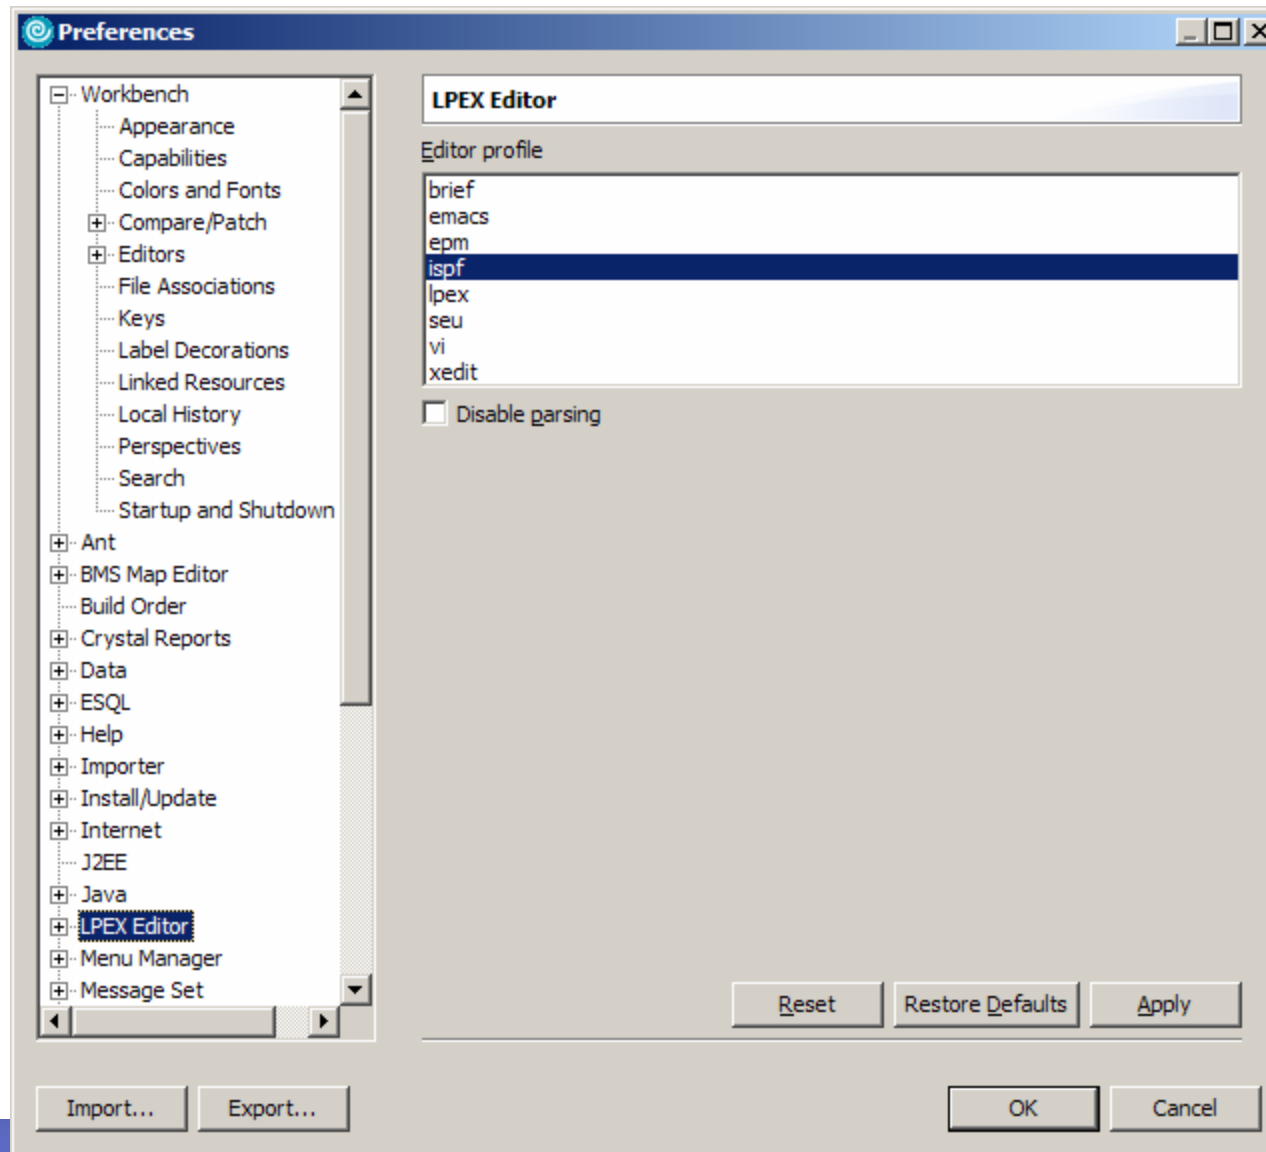 Preferences
Workbench
Appearance
Capabilities
Colors and Fonts
Compare/Patch
Editors
File Associations
Keys
Label Decorations
Linked Resources
Local History
Perspectives
Search
Startup and Shutdown
Ant
BMS Map Editor
Build Order
Crystal Reports
Data
ESQL
Help
Importer
Install/Update
Internet
J2EE
Java
LPEX Editor
Menu Manager
Message Set
LPEX Editor
Editor profile
brief
emacs
epm
ispf
lpex
seu
vi
xedit
Disable parsing
Reset
Restore Defaults
Apply
Import...
Export...
OK
Cancel